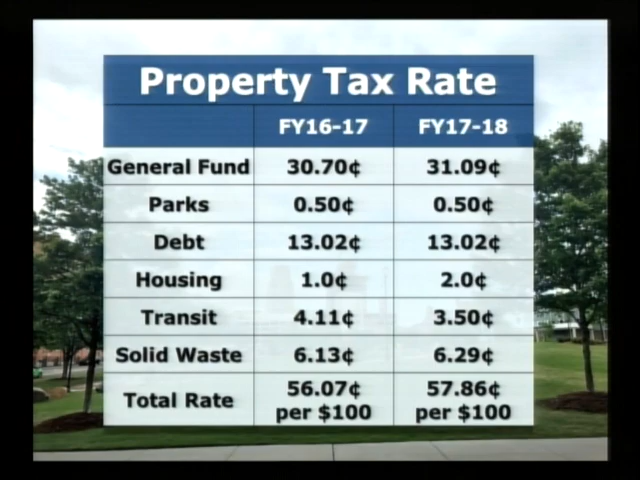 Property Tax Rate
FY16-17 FY17-18
General Fund 30.70¢ 31.09¢
Parks 0.50¢ 0.50¢
Debt 13.02¢ 13.02¢
Housing 1.0¢ 2.0¢
Transit 4.11¢ 3.50¢
Solid Waste 6.13¢ 6.29¢
Total Rate 56.07¢ per $100 57.86¢ per $100